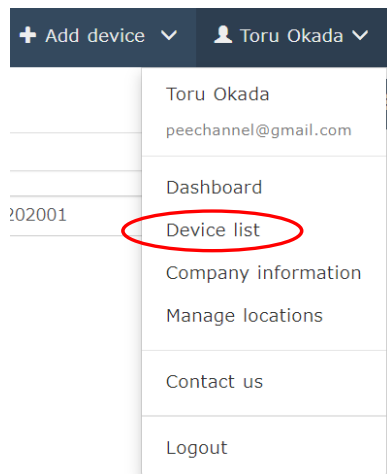 Add device
Toru Okada
Toru Okada
peechannel@gmail.com
Dashboard
202001
Device list
Company information
Manage locations
Contact us
Logout